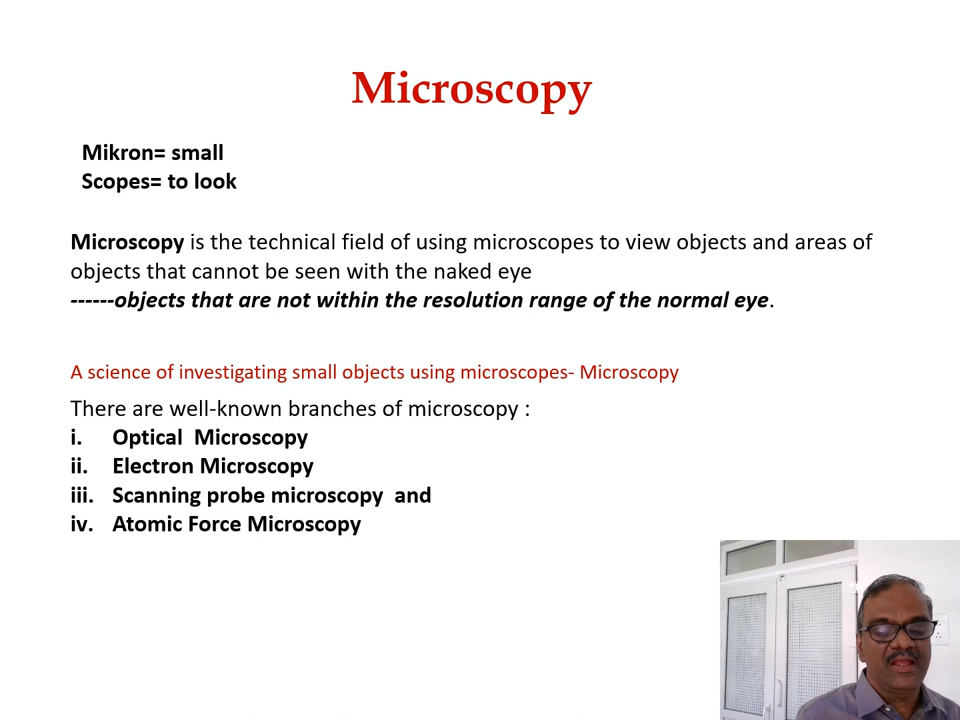 Microscopy
Mikron= small
Scopes= to look
Microscopy is the technical field of using microscopes to view objects and areas of
objects that cannot be seen with the naked eye
------objects that are not within the resolution range of the normal eye.
A science of investigating small objects using microscopes- Microscopy
There are well-known branches of microscopy :
i. Optical Microscopy
ii. Electron Microscopy
iii. Scanning probe microscopy and
iv. Atomic Force Microscopy